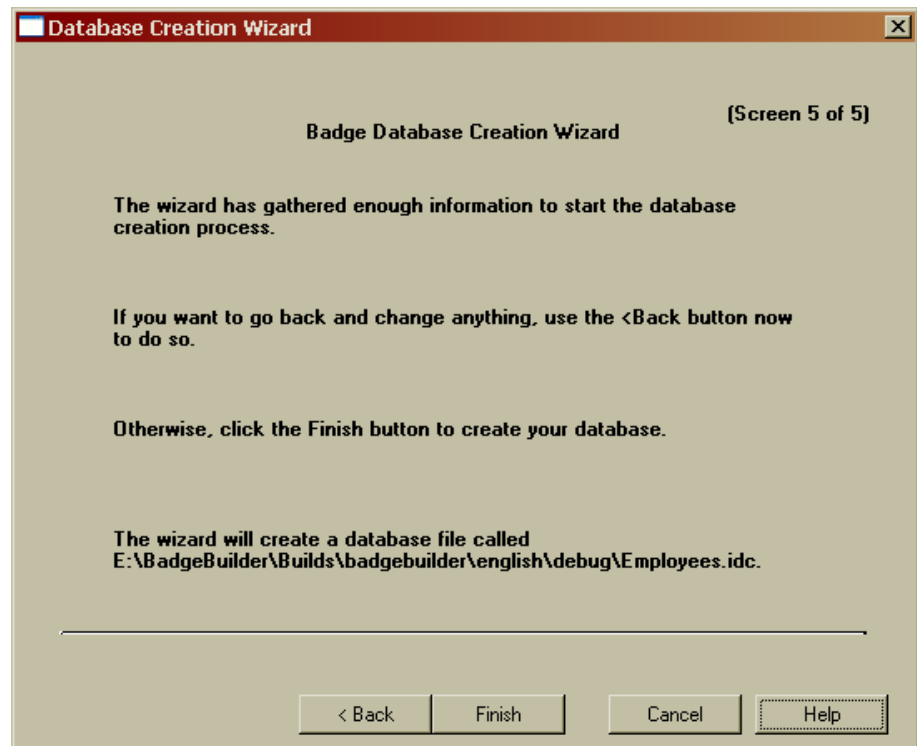 Database Creation Wizard
(Screen 5 of 5)
Badge Database Creation Wizard
The wizard has gathered enough information to start the database
creation process.
If you want to go back and change anything, use the <Back button now
to do so.
Otherwise, click the Finish button to create your database.
The wizard will create a database file called
E:\BadgeBuilder\Builds\badgebuilder\english\debug\Employees.idc.
< Back Finish Cancel Help